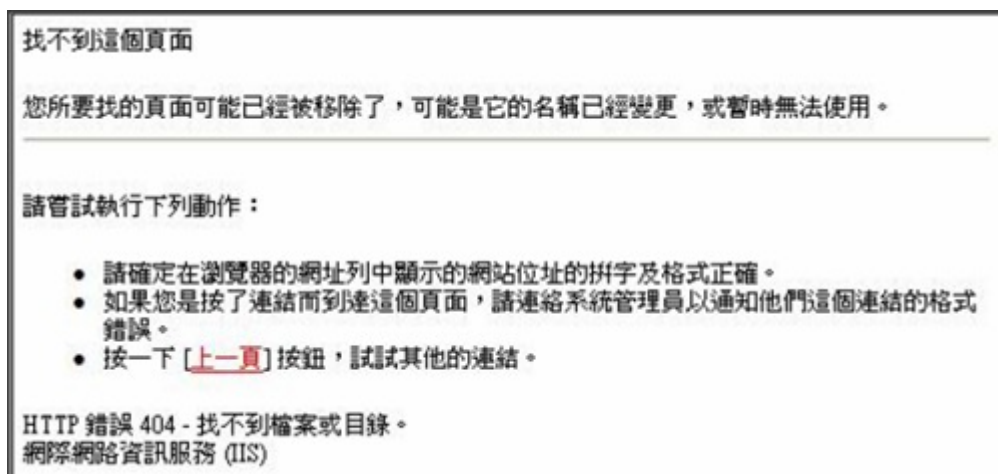 找不到這個頁面
您所要找的頁面可能已經被移除了，可能是它的名稱已經變更，或暫時無法使用。
請嘗試執行下列動作：
• 請確定在瀏覽器的網址列中顯示的網站位址的拼字及格式正確。
• 如果您是按了連結而到達這個頁面，請連絡系統管理員以通知他們這個連結的格式
錯誤。
• 按一下 [上一頁] 按鈕，試試其他的連結。
HTTP 錯誤 404 - 找不到檔案或目錄。
網際網路資訊服務 (IIS)